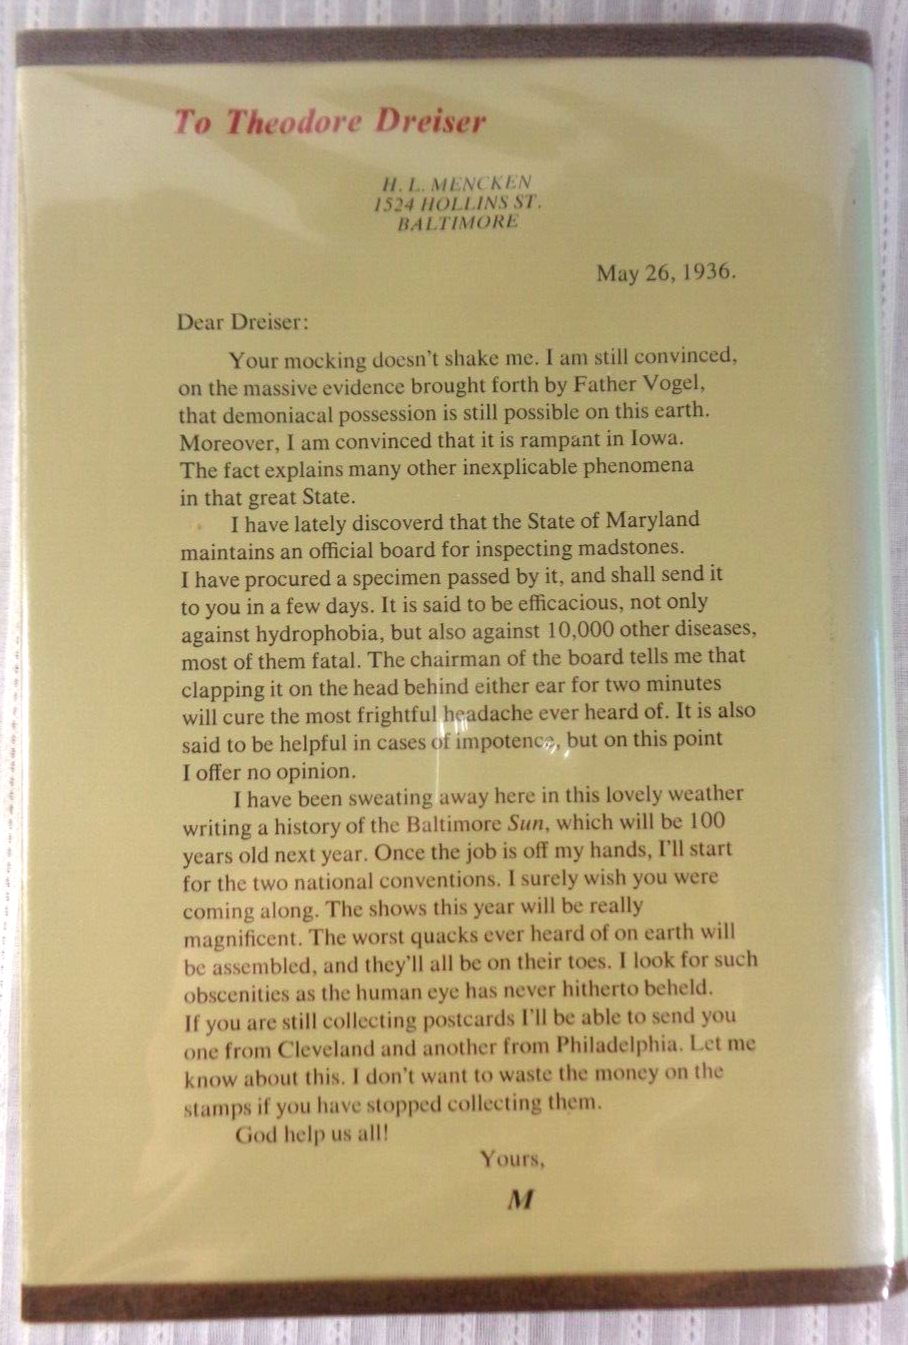 To Theodore Dreiser
H. L. MENCKEN
1524 HOLLINS ST.
BALTIMORE
May 26, 1936.
Dear Dreiser:
Your mocking doesn't shake me. I am still convinced,
on the massive evidence brought forth by Father Vogel,
that demoniacal possession is still possible on this earth.
Moreover, I am convinced that it is rampant in Iowa.
The fact explains many other inexplicable phenomena
in that great State.
I have lately discoverd that the State of Maryland
maintains an official board for inspecting madstones.
I have procured a specimen passed by it, and shall send it
to you in a few days. It is said to be efficacious, not only
against hydrophobia, but also against 10,000 other diseases,
most of them fatal. The chairman of the board tells me that
clapping it on the head behind either ear for two minutes
will cure the most frightful headache ever heard of. It is also
said to be helpful in cases of impotence, but on this point
I offer no opinion.
I have been sweating away here in this lovely weather
writing a history of the Baltimore Sun, which will be 100
years old next year. Once the job is off my hands, I'll start
for the two national conventions. I surely wish you were
coming along. The shows this year will be really
magnificent. The worst quacks ever heard of on earth will
be assembled, and they'll all be on their toes. I look for such
obscenities as the human eye has never hitherto beheld.
If you are still collecting postcards I'll be able to send you
one from Cleveland and another from Philadelphia. Let me
know about this. I don't want to waste the money on the
stamps if you have stopped collecting them.
God help us all!
Yours,
M